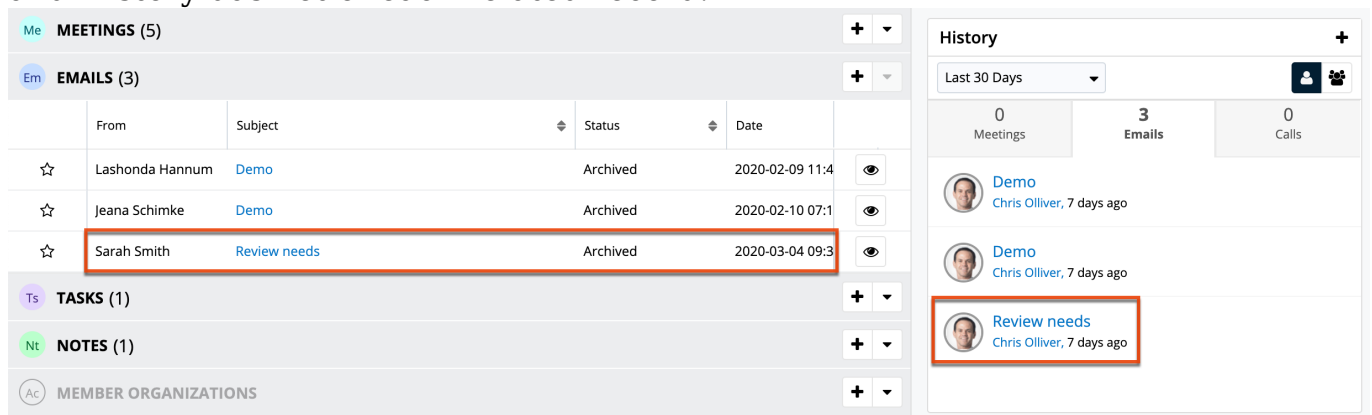 Me MEETINGS (5)
Em EMAILS (3)
From Subject Status Date
Lashonda Hannum Demo Archived 2020-02-09 11:4
Jeana Schimke Demo Archived 2020-02-10 07:1
Sarah Smith Review needs Archived 2020-03-04 09:3
Ts TASKS (1)
Nt NOTES (1)
Ac MEMBER ORGANIZATIONS
History
Last 30 Days
0 3 0
Meetings Emails Calls
Demo
Chris Olliver, 7 days ago
Demo
Chris Olliver, 7 days ago
Review needs
Chris Olliver, 7 days ago